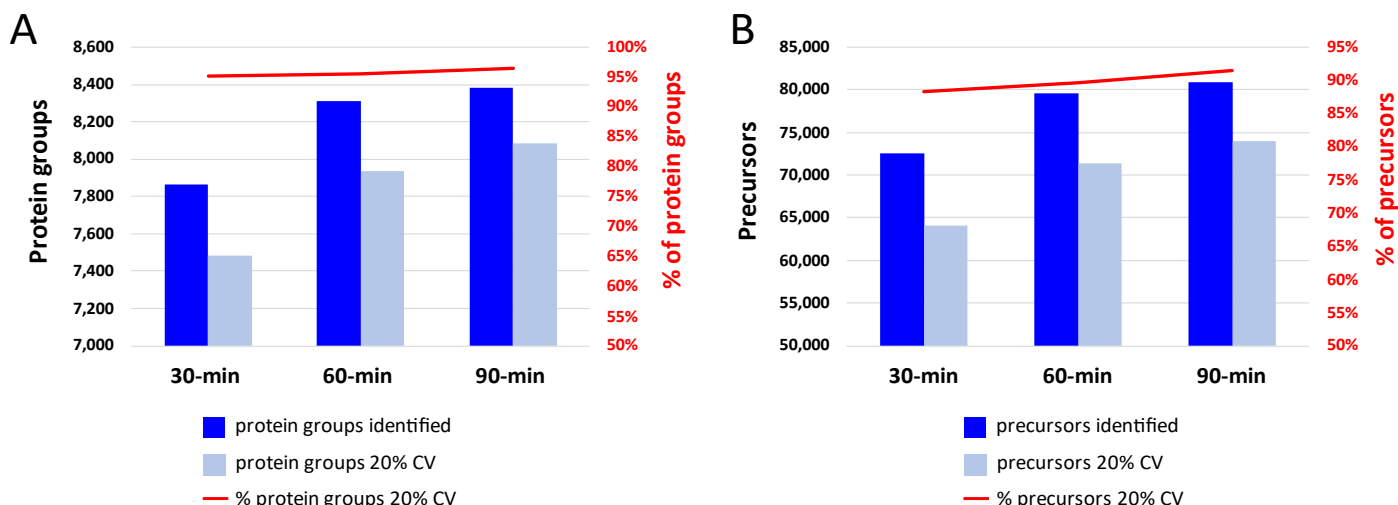 A
Protein groups
8,600
8,400
8,200
8,000
7,800
7,600
7,400
7,200
7,000
100%
95%
90%
85%
80%
75%
70%
65%
60%
55%
50%
% of protein groups
30-min 60-min 90-min
protein groups identified
protein groups 20% CV
% protein groups 20% CV
B
Precursors
85,000
80,000
75,000
70,000
65,000
60,000
55,000
50,000
95%
90%
85%
80%
75%
70%
65%
60%
55%
50%
% of precursors
30-min 60-min 90-min
precursors identified
precursors 20% CV
% precursors 20% CV